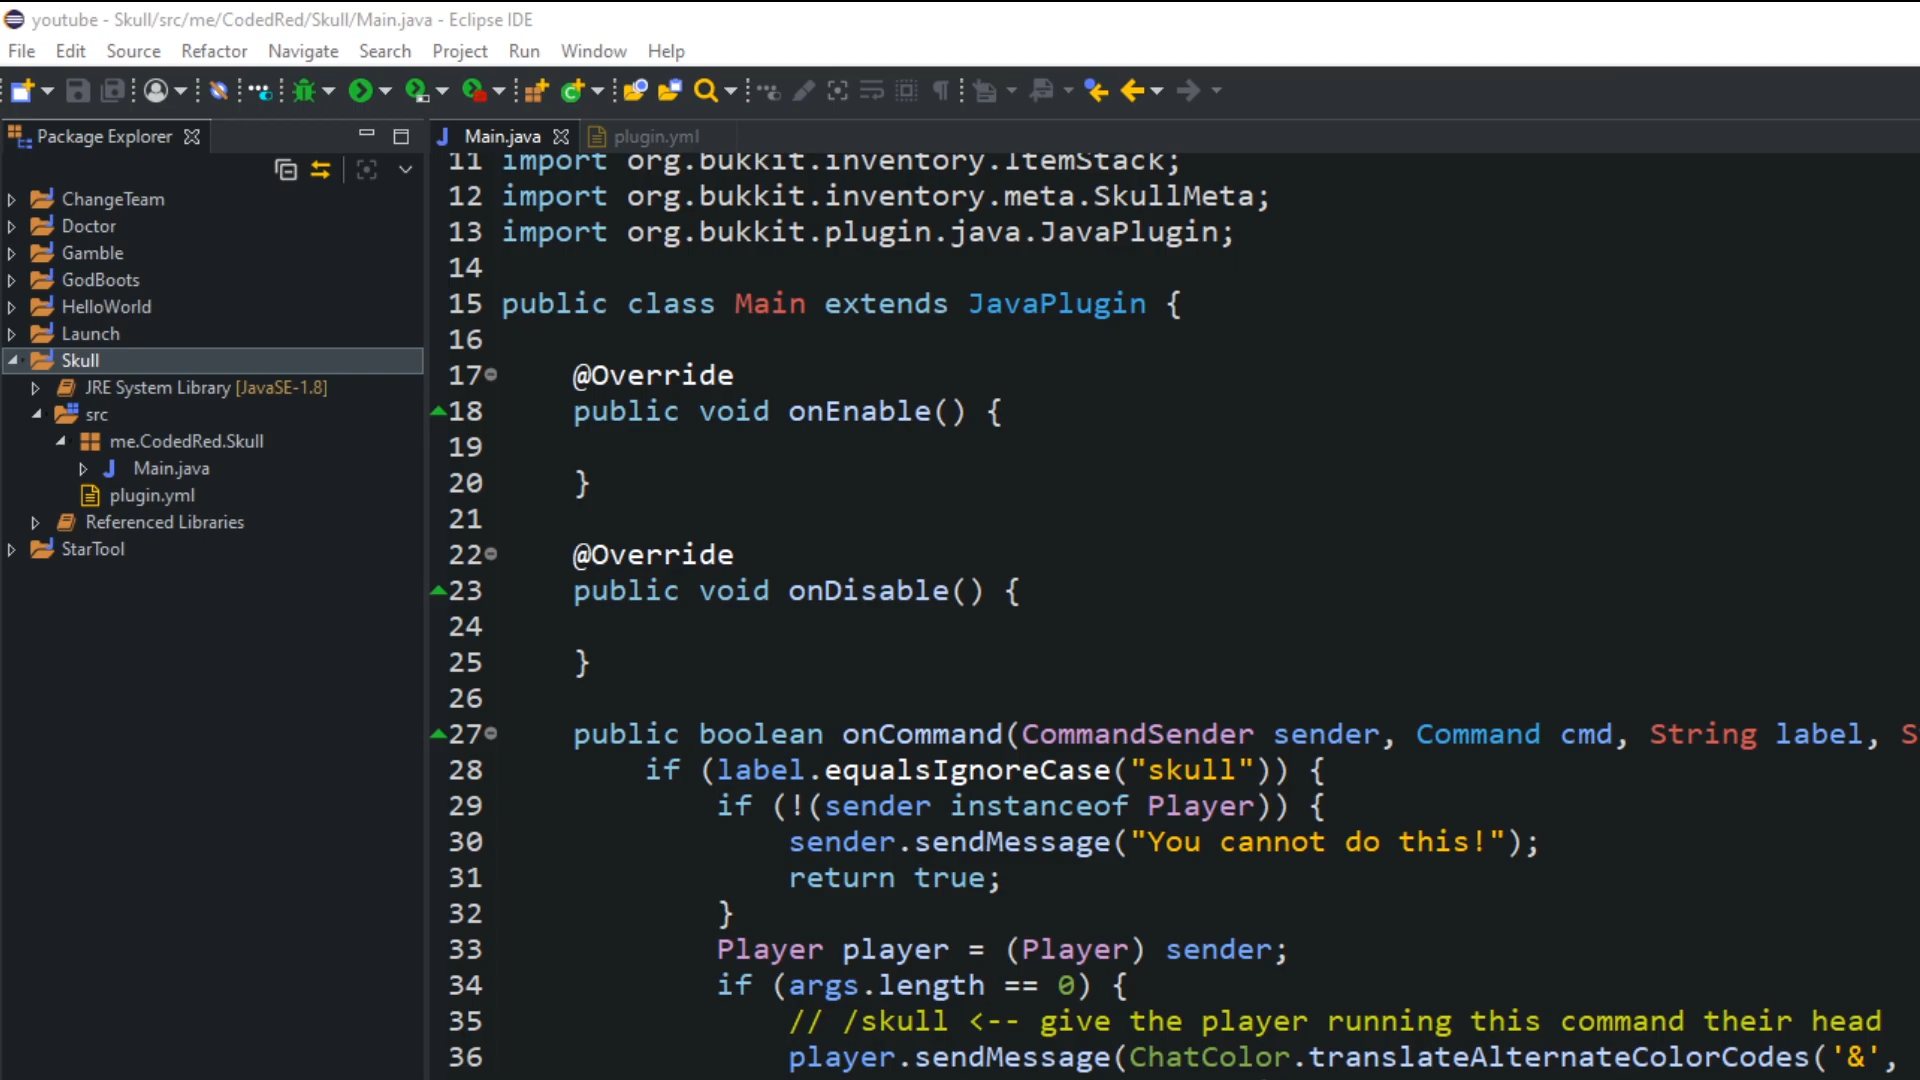 youtube - Skull/src/me/CodedRed/Skull/Main.java - Eclipse IDE
File Edit Source Refactor Navigate Search Project Run Window Help
Package Explorer
ChangeTeam
Doctor
Gamble
GodBoots
HelloWorld
Launch
Skull
JRE System Library [JavaSE-1.8]
src
me.CodedRed.Skull
Main.java
plugin.yml
Referenced Libraries
StarTool
Main.java plugin.yml
11 import org.bukkit.inventory.ItemStack;
12 import org.bukkit.inventory.meta.SkullMeta;
13 import org.bukkit.plugin.java.JavaPlugin;
14
15 public class Main extends JavaPlugin {
16
17 @Override
18 public void onEnable() {
19
20 }
21
22 @Override
23 public void onDisable() {
24
25 }
26
27 public boolean onCommand(CommandSender sender, Command cmd, String label, S
28 if (label.equalsIgnoreCase("skull")) {
29 if (!(sender instanceof Player)) {
30 sender.sendMessage("You cannot do this!");
31 return true;
32 }
33 Player player = (Player) sender;
34 if (args.length == 0) {
35 // /skull <-- give the player running this command their head
36 player.sendMessage(ChatColor.translateAlternateColorCodes('&',